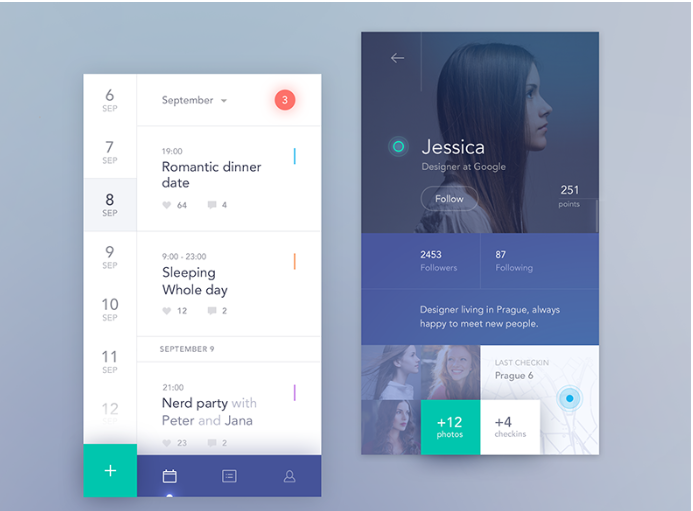 6
SEP
7
SEP
8
SEP
9
SEP
10
SEP
11
SEP
12
SEP
+
September
3
19:00
Romantic dinner
date
64 4
9:00 - 23:00
Sleeping
Whole day
12 2
SEPTEMBER 9
21:00
Nerd party with
Peter and Jana
23 2
Jessica
Designer at Google
Follow
251
points
2453
Followers
87
Following
Designer living in Prague, always
happy to meet new people.
LAST CHECKIN
Prague 6
+12
photos
+4
checkins